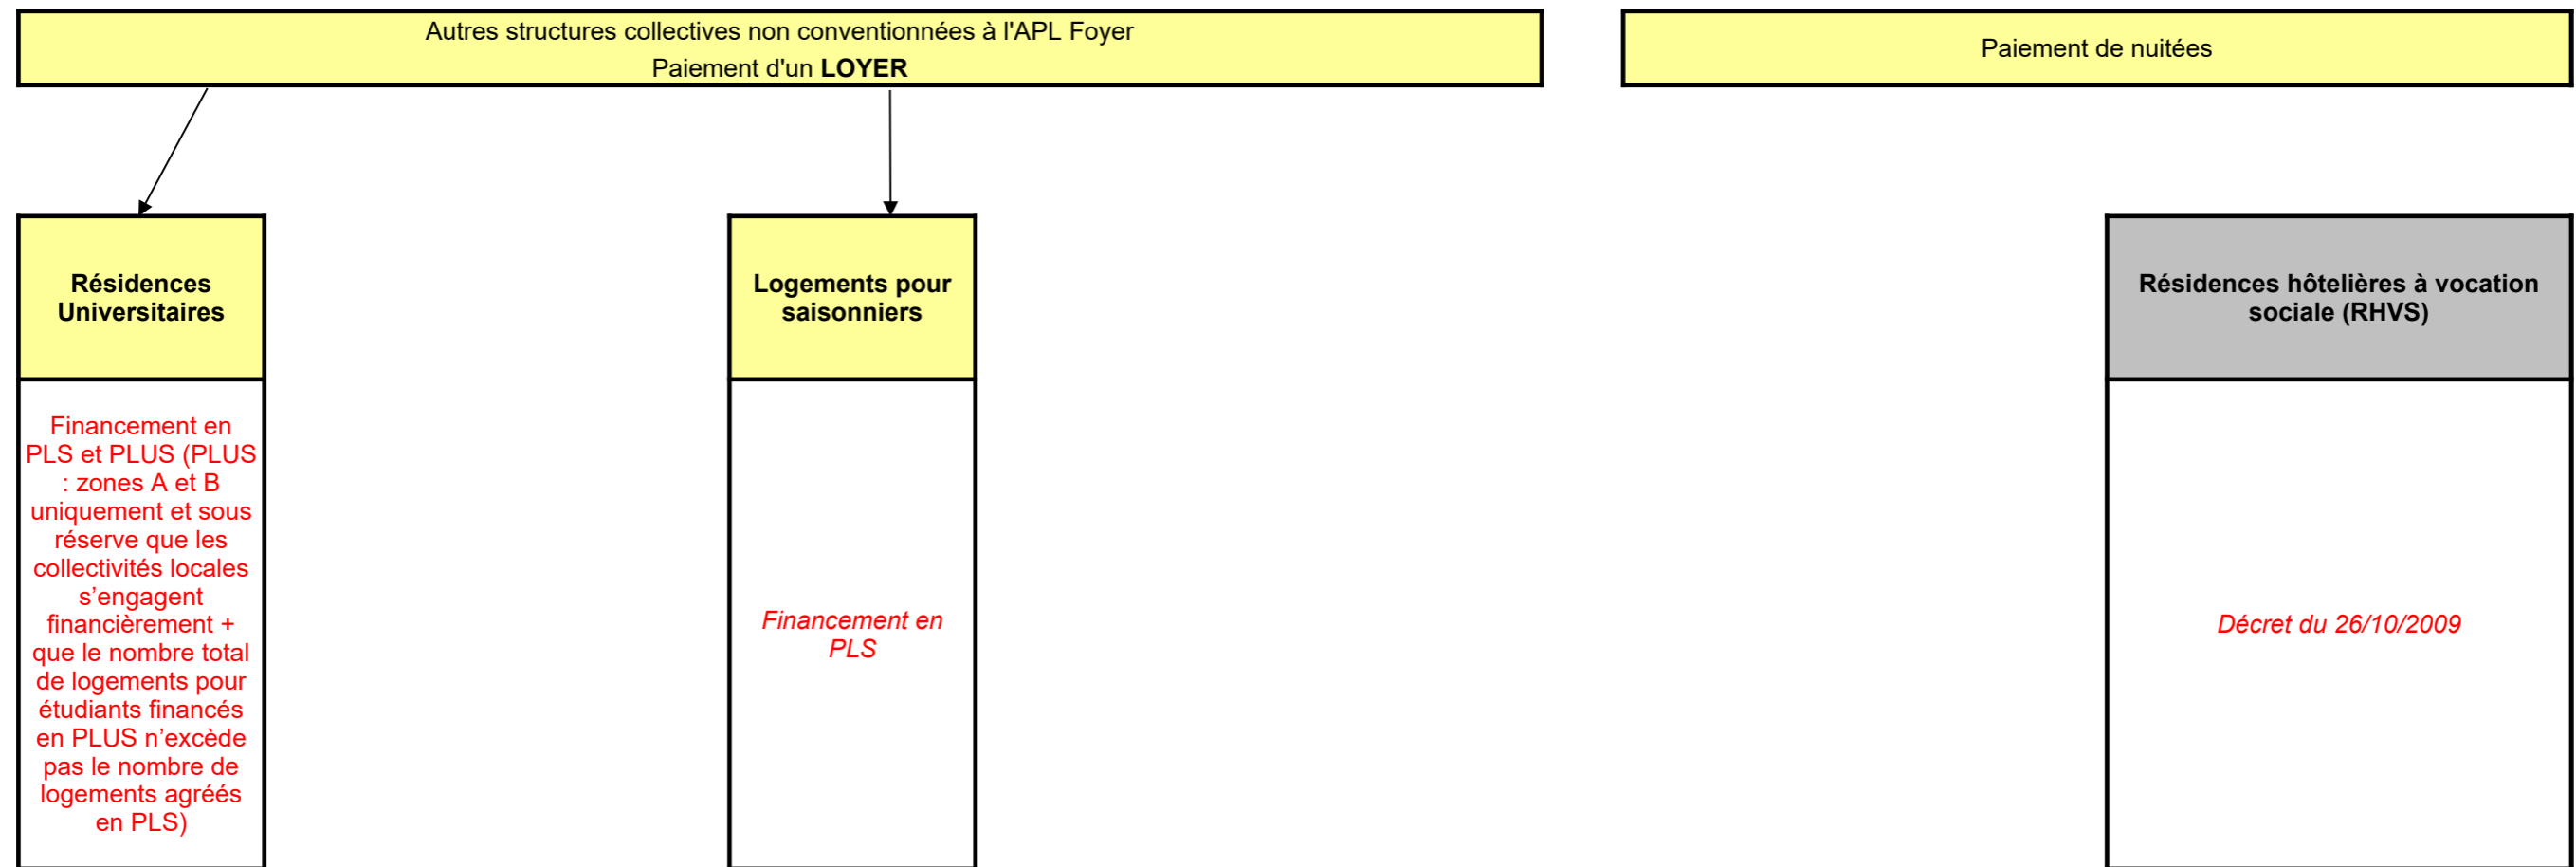 Autres structures collectives non conventionnées à l'APL Foyer
Paiement d'un LOYER
Paiement de nuitées
Résidences
Universitaires
Logements pour
saisonniers
Résidences hôtelières à vocation
sociale (RHVS)
Financement en
PLS et PLUS (PLUS
: zones A et B
uniquement et sous
réserve que les
collectivités locales
s’engagent
financièrement +
que le nombre total
de logements pour
étudiants financés
en PLUS n’excède
pas le nombre de
logements agréés
en PLS)
Financement en
PLS
Décret du 26/10/2009